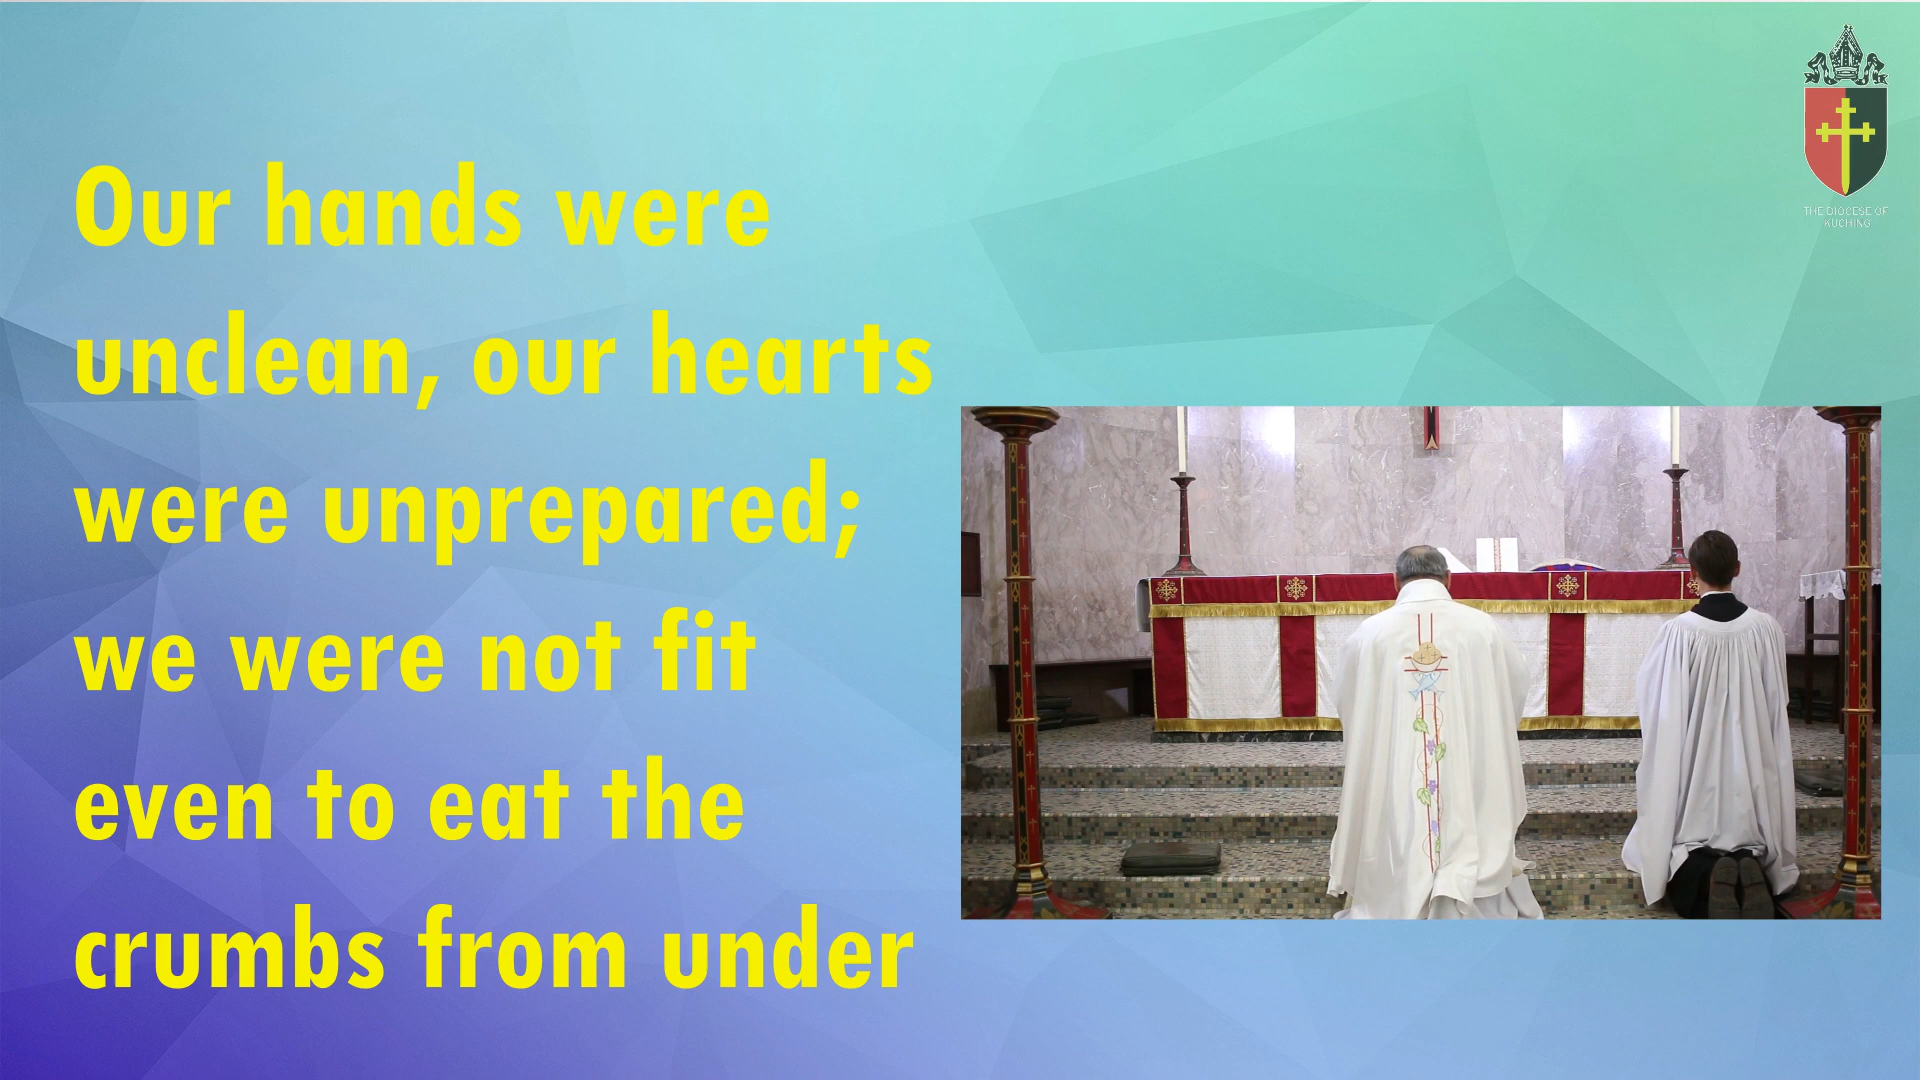 Our hands were
unclean, our hearts
were unprepared;
we were not fit
even to eat the
crumbs from under
THE DIOCESE OF
KUCHING